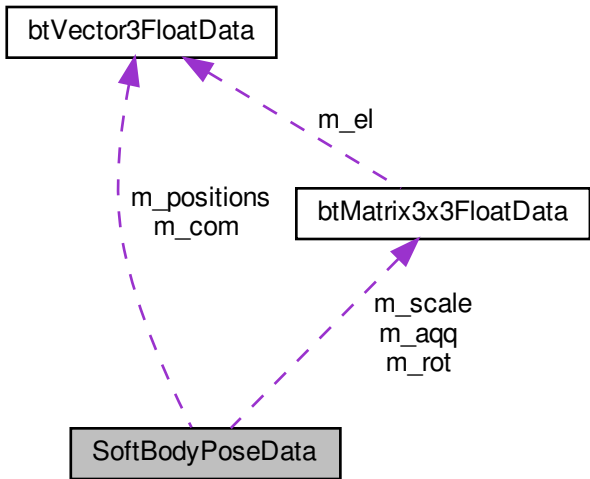 btVector3FloatData
m_el
m_positions
m_com
btMatrix3x3FloatData
m_scale
m_aqq
m_rot
SoftBodyPoseData